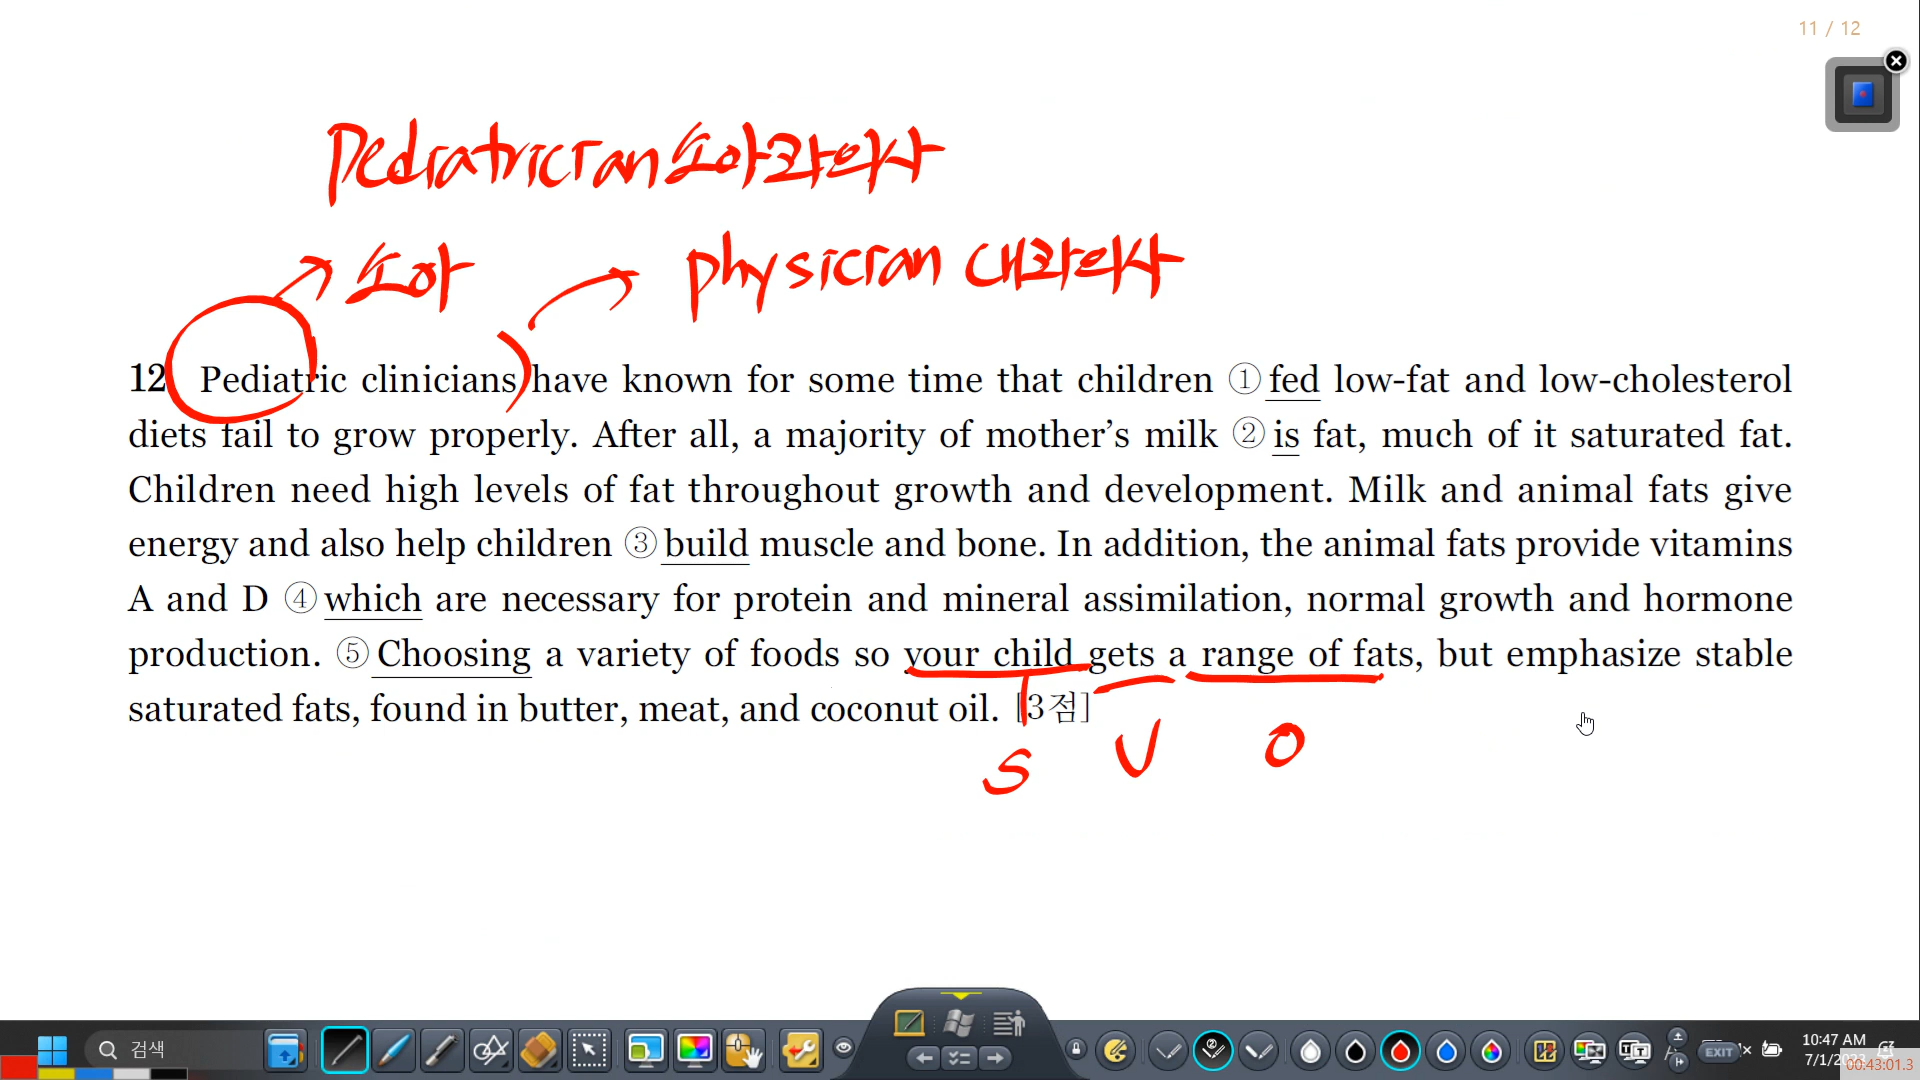 11 / 12
Pediatrician 소아과의사
소아
physician 내과의사
12. Pediatric clinicians have known for some time that children ① fed low-fat and low-cholesterol
diets fail to grow properly. After all, a majority of mother's milk ② is fat, much of it saturated fat.
Children need high levels of fat throughout growth and development. Milk and animal fats give
energy and also help children ③ build muscle and bone. In addition, the animal fats provide vitamins
A and D ④ which are necessary for protein and mineral assimilation, normal growth and hormone
production. ⑤ Choosing a variety of foods so your child gets a range of fats, but emphasize stable
saturated fats, found in butter, meat, and coconut oil. [3점]
S V O
검색
EXIT
10:47 AM
00:43:01.3